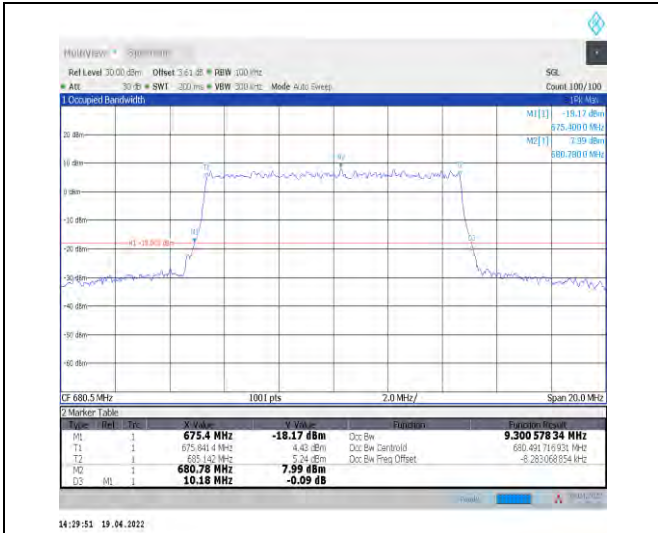 MultiView Spectrum
Ref Level 30.00 dBm Offset 3.61 dB RBW 100 kHz SGL
Att 30 dB SWT 200 ms VBW 300 kHz Mode Auto Sweep Count 100/100
1 Occupied Bandwidth 1Pk Max
M1[1] -18.17 dBm
675.4000 MHz
M2[1] 7.99 dBm
680.7800 MHz
20 dBm
10 dBm
0 dBm
-10 dBm
-20 dBm
-30 dBm
-40 dBm
-50 dBm
-60 dBm
M2
T1
M1
CF 680.5 MHz 1001 pts 2.0 MHz/ Span 20.0 MHz
2 Marker Table
Type Ref Trc X-Value Y-Value Function Function Result
M1 1 675.4 MHz -18.17 dBm Occ Bw 9.300 578 34 MHz
T1 1 675.841 4 MHz 4.43 dBm Occ Bw Centroid 680.491 716 931 MHz
T2 1 685.142 MHz 5.24 dBm Occ Bw Freq Offset -8.283 068 854 kHz
M2 1 680.78 MHz 7.99 dBm
D3 M1 1 10.18 MHz -0.09 dB
14:29:51 19.04.2022